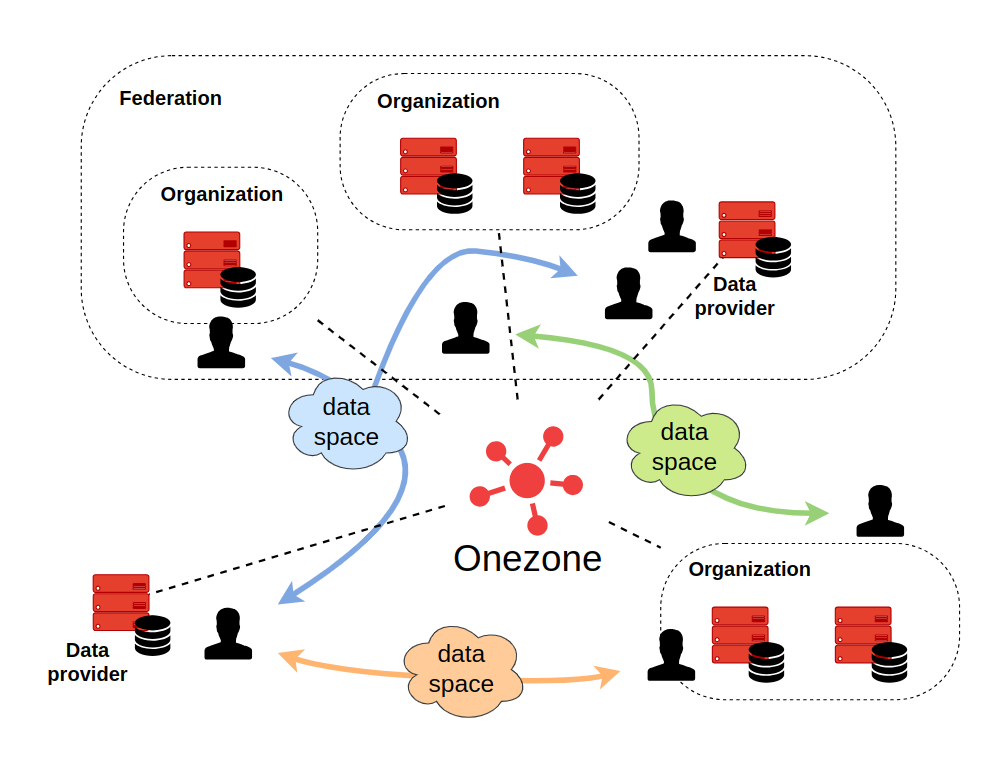 Federation
Organization
Organization
Data
provider
data
space
data
space
Onezone
Organization
Data
provider
data
space